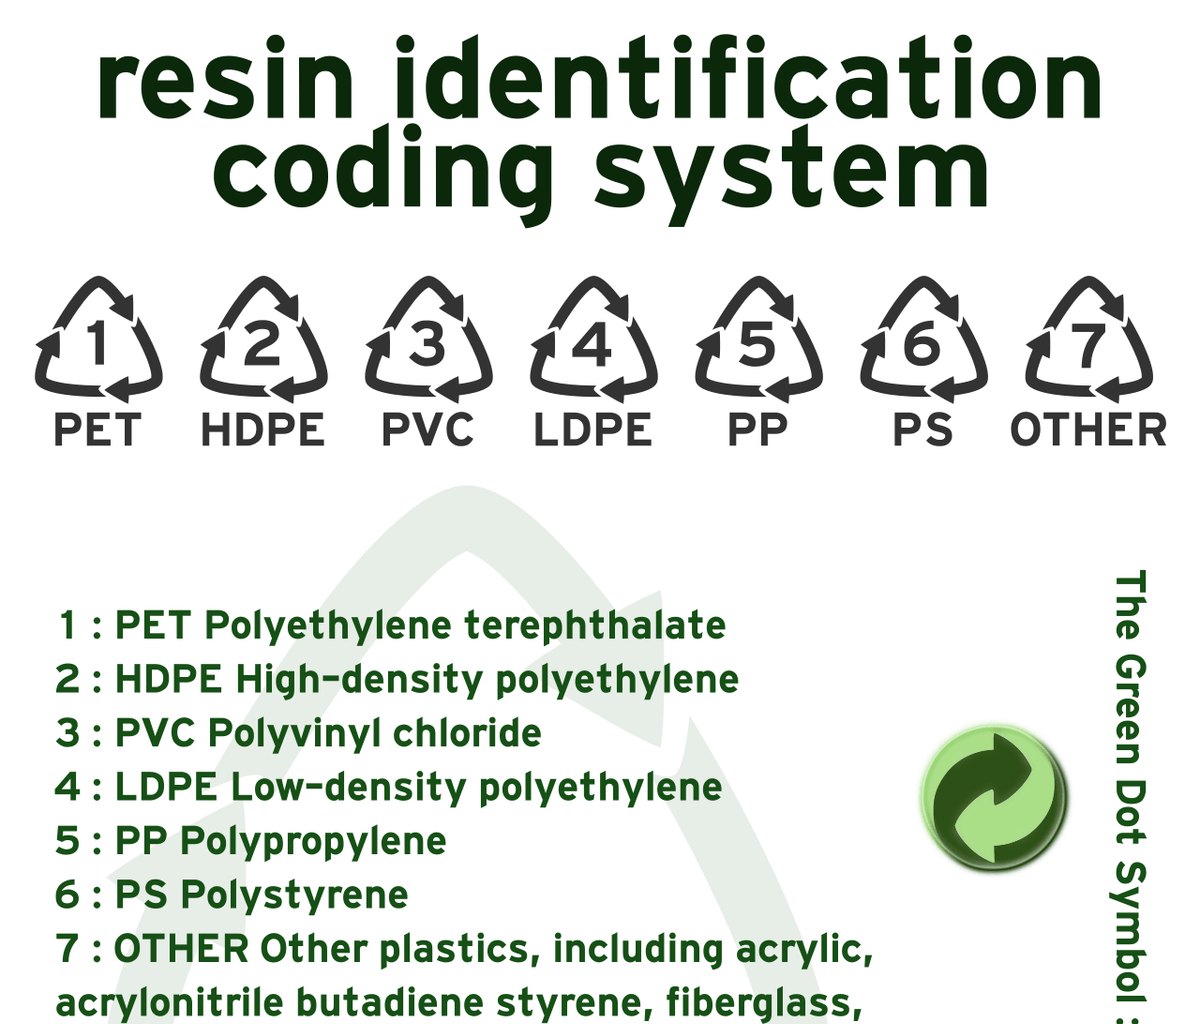 resin identification
coding system
1 2 3 4 5 6 7
PET HDPE PVC LDPE PP PS OTHER
1 : PET Polyethylene terephthalate
2 : HDPE High-density polyethylene
3 : PVC Polyvinyl chloride
4 : LDPE Low-density polyethylene
5 : PP Polypropylene
6 : PS Polystyrene
7 : OTHER Other plastics, including acrylic,
acrylonitrile butadiene styrene, fiberglass,
The Green Dot Symbol :